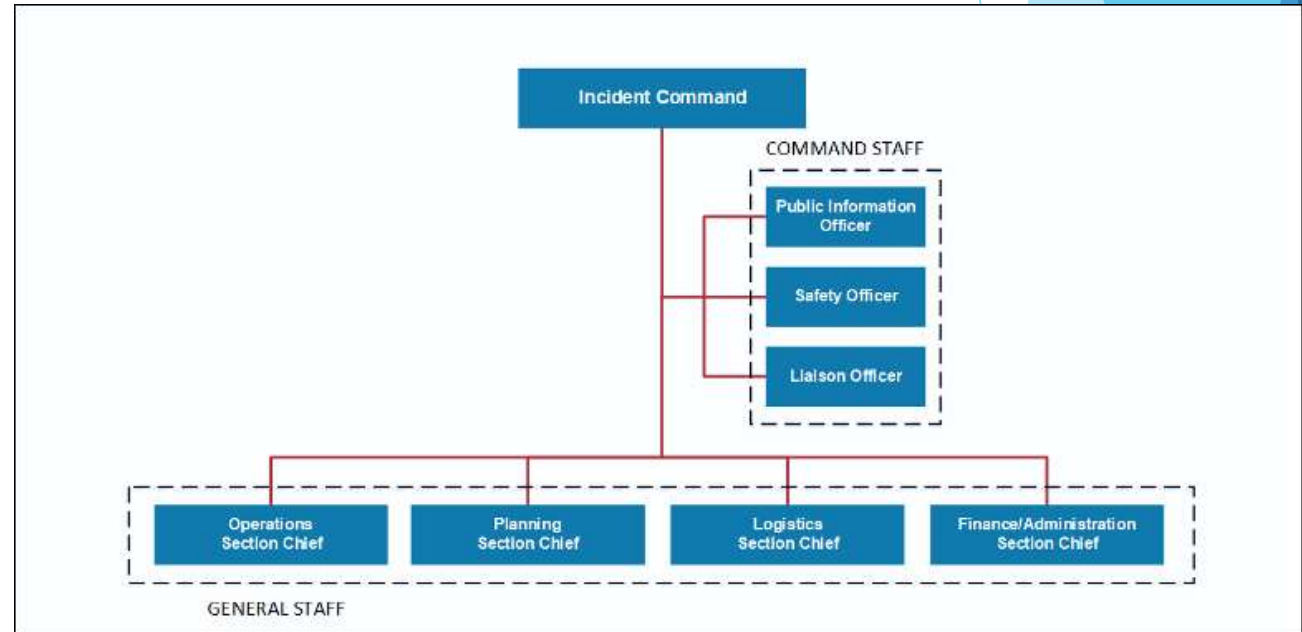 Incident Command
COMMAND STAFF
Public Information
Officer
Safety Officer
Liaison Officer
Operations
Section Chief
Planning
Section Chief
Logistics
Section Chief
Finance/Administration
Section Chief
GENERAL STAFF